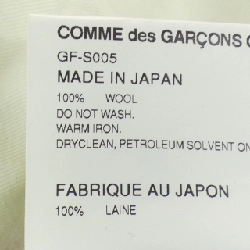 COMME des GARÇONS
GF-S005
MADE IN JAPAN
100% WOOL
DO NOT WASH.
WARM IRON.
DRYCLEAN, PETROLEUM SOLVENT ON
FABRIQUE AU JAPON
100% LAINE